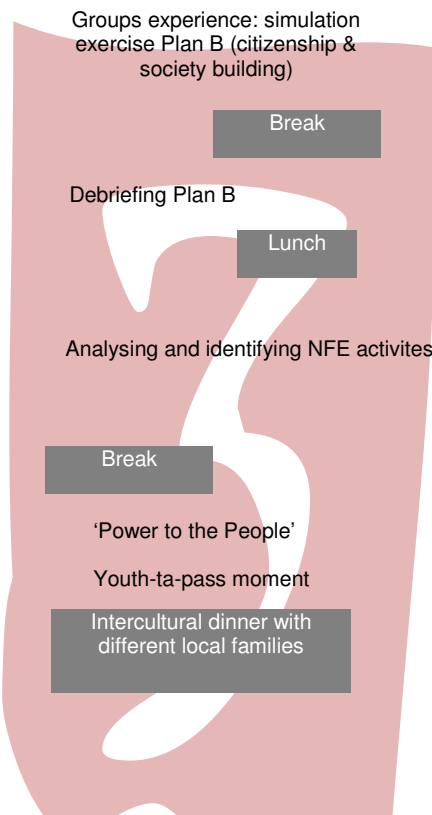 Groups experience: simulation
exercise Plan B (citizenship &
society building)
Break
Debriefing Plan B
Lunch
Analysing and identifying NFE activites
Break
‘Power to the People’
Youth-ta-pass moment
Intercultural dinner with
different local families
3